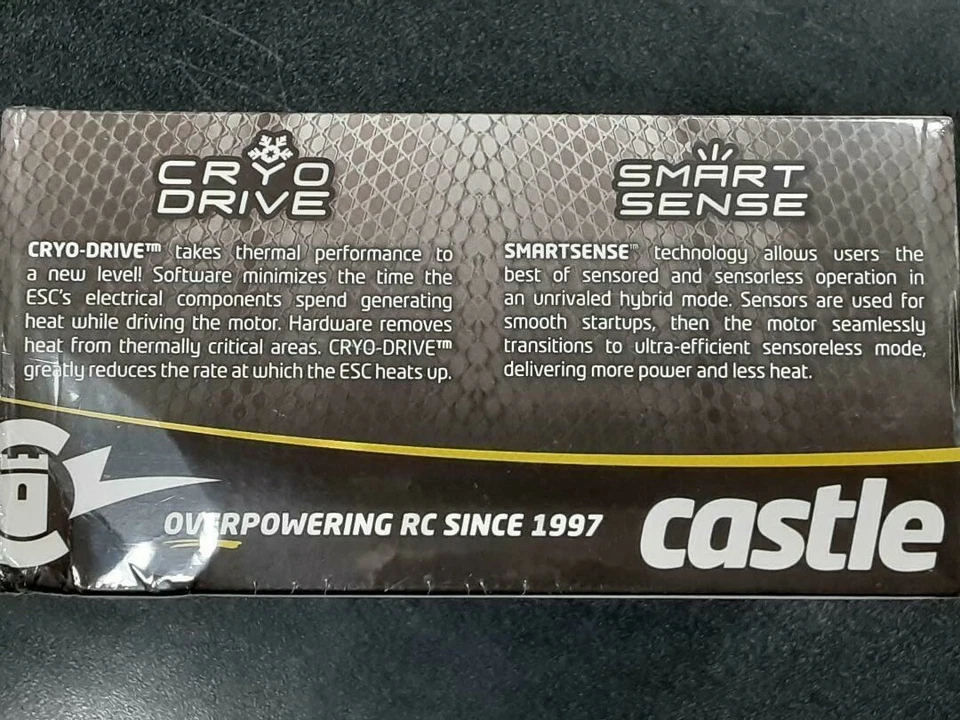 CRYO
DRIVE
CRYO-DRIVE™ takes thermal performance to
a new level! Software minimizes the time the
ESC's electrical components spend generating
heat while driving the motor. Hardware removes
heat from thermally critical areas. CRYO-DRIVE™
greatly reduces the rate at which the ESC heats up.
SMART
SENSE
SMARTSENSE™ technology allows users the
best of sensored and sensorless operation in
an unrivaled hybrid mode. Sensors are used for
smooth startups, then the motor seamlessly
transitions to ultra-efficient sensoreless mode,
delivering more power and less heat.
OVERPOWERING RC SINCE 1997
castle